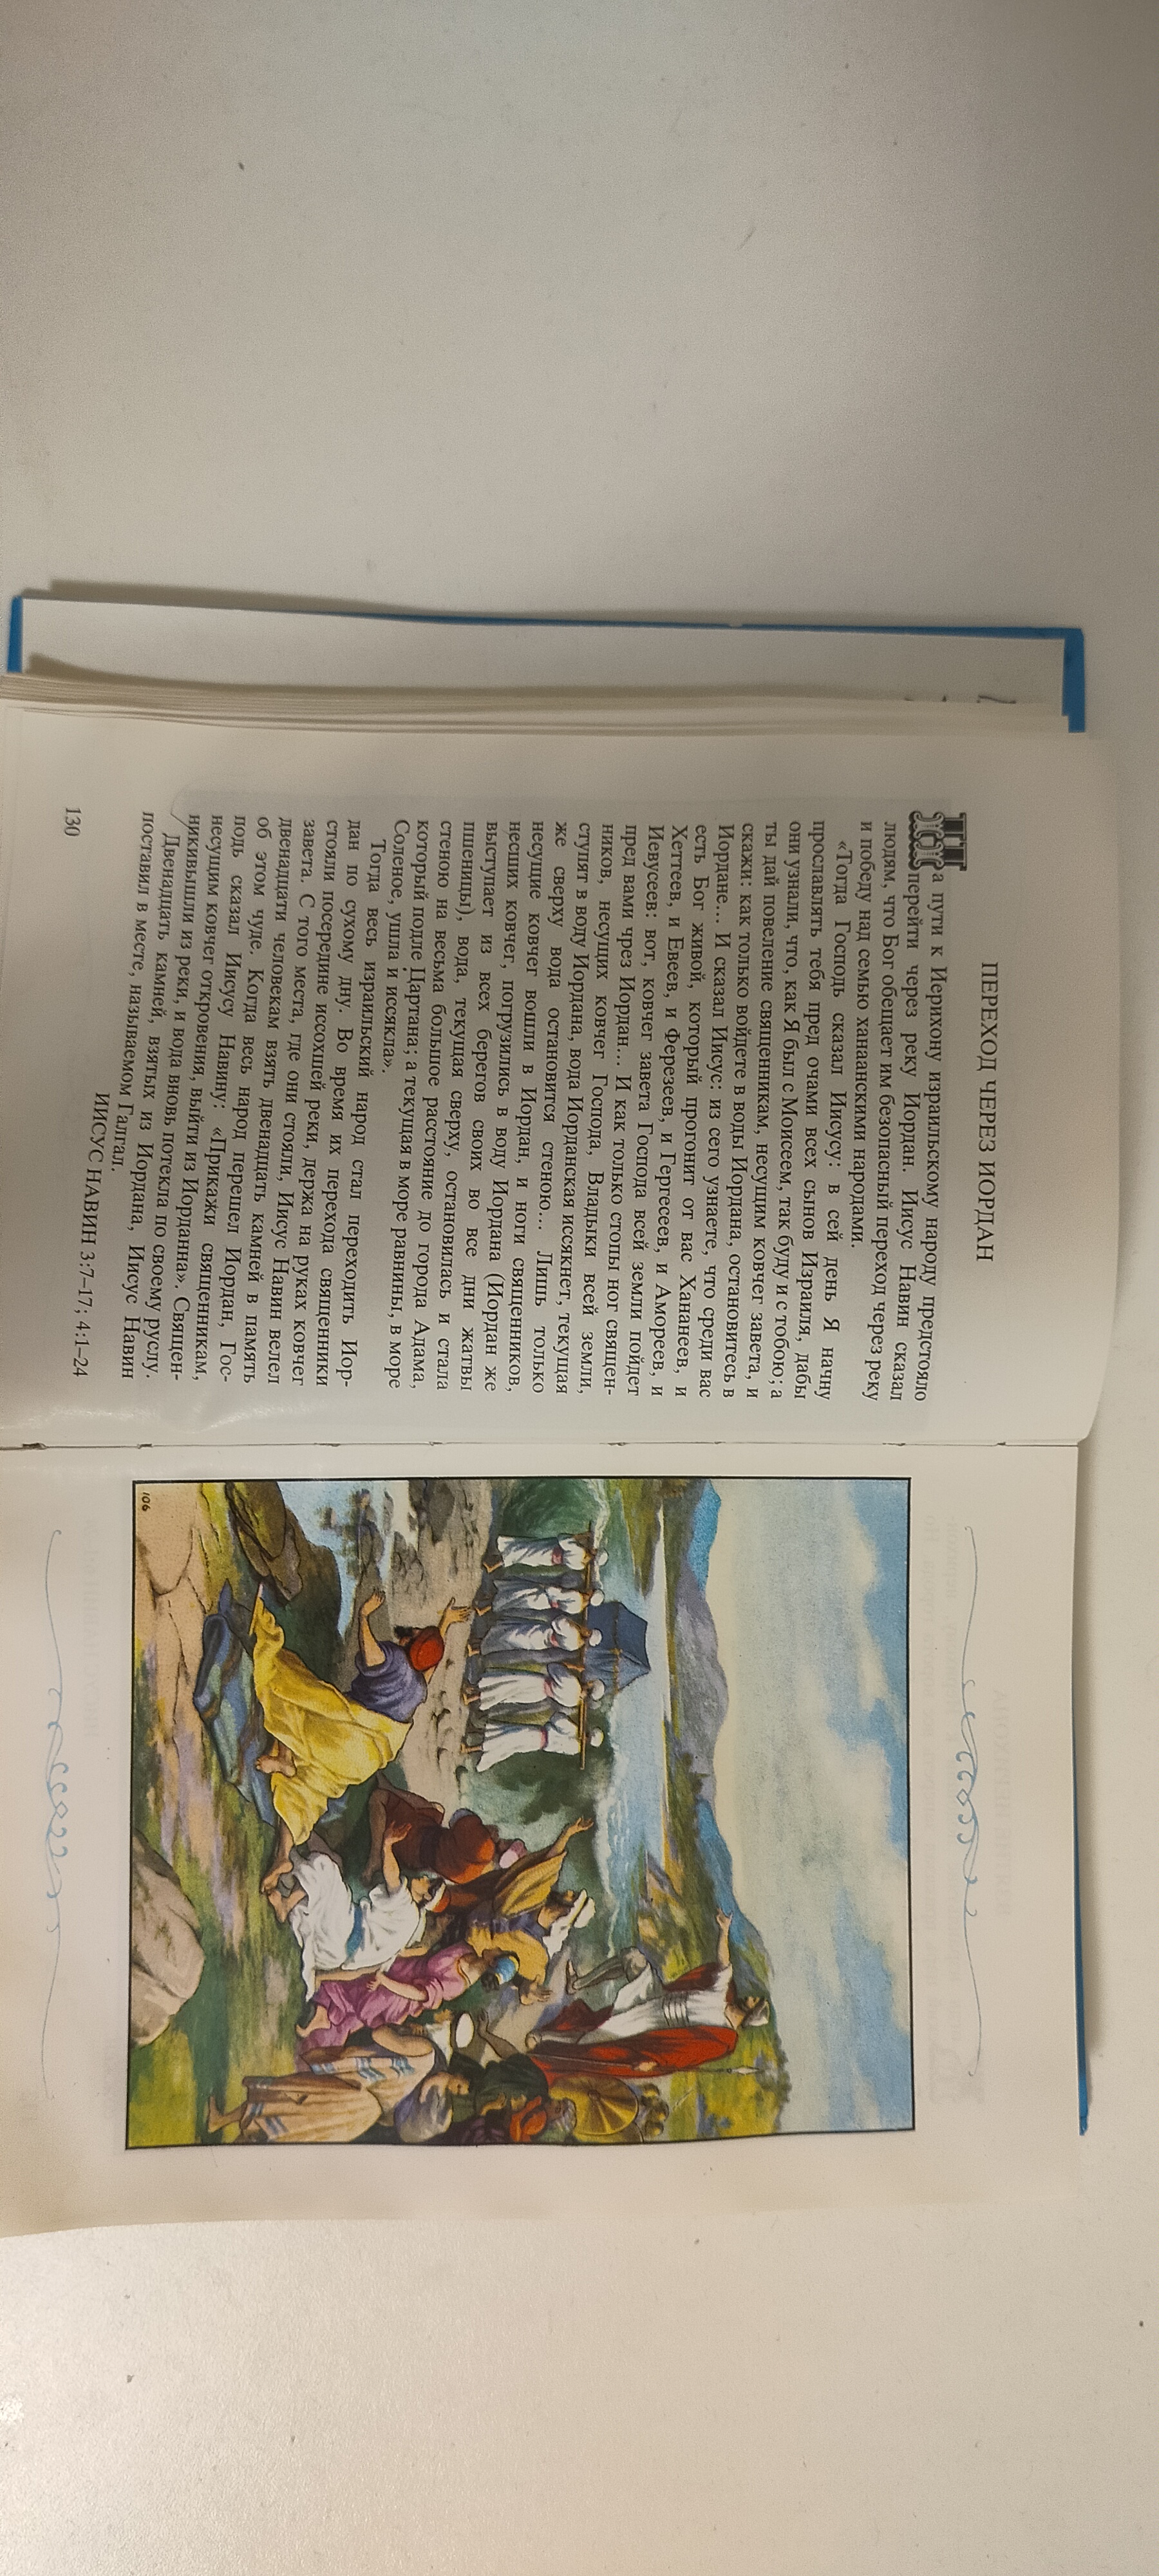 ПЕРЕХОД ЧЕРЕЗ ИОРДАН
На пути к Иерихону израильскому народу предстояло
перейти через реку Иордан. Иисус Навин сказал
людям, что Бог обещает им безопасный переход через реку
и победу над семью ханаанскими народами.
«Тогда Господь сказал Иисусу: в сей день Я начну
прославлять тебя пред очами всех сынов Израиля, дабы
они узнали, что, как Я был с Моисеем, так буду и с тобою; а
ты дай повеление священникам, несущим ковчег завета, и
скажи: как только войдете в воды Иордана, остановитесь в
Иордане... И сказал Иисус: из сего узнаете, что среди вас
есть Бог живой, который прогонит от вас Хананеев, и
Хеттеев, и Евеев, и Ферезеев, и Гергесеев, и Амореев, и
Иевусеев: вот, ковчег завета Господа всей земли пойдет
пред вами чрез Иордан... И как только стопы ног священ-
ников, несущих ковчег Господа, Владыки всей земли,
ступят в воду Иордана, вода Иорданская иссякнет, текущая
же сверху вода остановится стеною... Лишь только
несущие ковчег вошли в Иордан, и ноги священников,
несших ковчег, погрузились в воду Иордана (Иордан же
выступает из всех берегов своих во все дни жатвы
пшеницы), вода, текущая сверху, остановилась и стала
стеною на весьма большое расстояние до города Адама,
который подле Цартана; а текущая в море равнины, в море
Соленое, ушла и иссякла».
Тогда весь израильский народ стал переходить Иор-
дан по сухому дну. Во время их перехода священники
стояли посередине иссохшей реки, держа на руках ковчег
завета. С того места, где они стояли, Иисус Навин велел
двенадцати человекам взять двенадцать камней в память
об этом чуде. Когда весь народ перешел Иордан, Гос-
подь сказал Иисусу Навину: «Прикажи священникам,
несущим ковчег откровения, выйти из Иорданна». Священ-
никивышли из реки, и вода вновь потекла по своему руслу.
Двенадцать камней, взятых из Иордана, Иисус Навин
поставил в месте, называемом Галгал.
ИИСУС НАВИН 3:7–17; 4:1–24
130
106